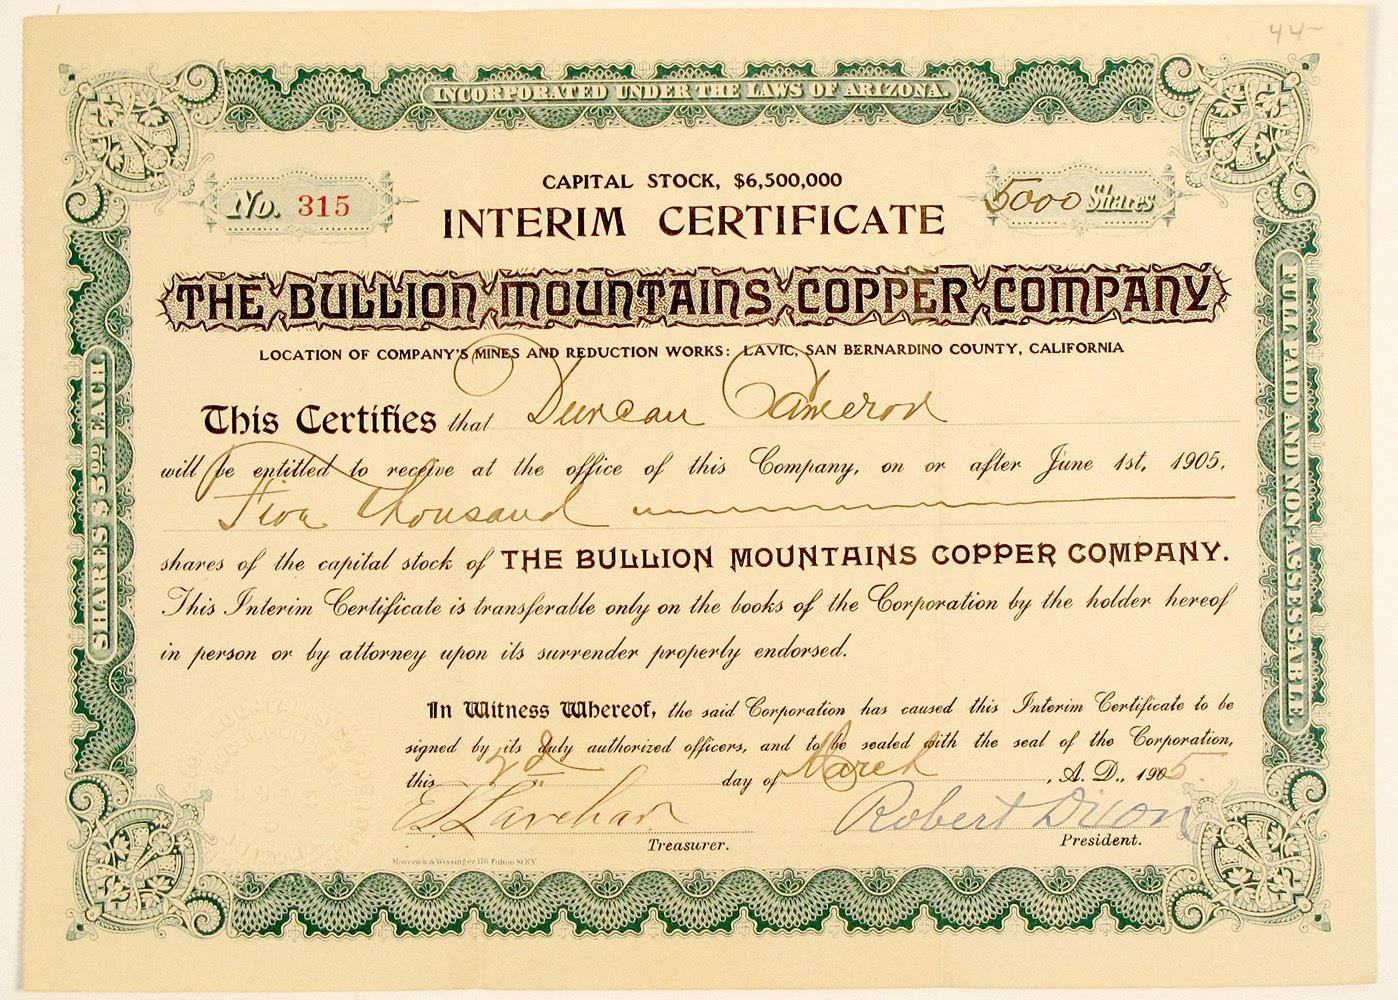 44-
INCORPORATED UNDER THE LAWS OF ARIZONA.
No. 315
CAPITAL STOCK, $6,500,000
5000 Shares
INTERIM CERTIFICATE
THE BULLION MOUNTAINS COPPER COMPANY
LOCATION OF COMPANY'S MINES AND REDUCTION WORKS: LAVIC, SAN BERNARDINO COUNTY, CALIFORNIA
This Certifies that Duncan Cameron
will be entitled to receive at the office of this Company, on or after June 1st, 1905,
Five thousand
shares of the capital stock of THE BULLION MOUNTAINS COPPER COMPANY.
This Interim Certificate is transferable only on the books of the Corporation by the holder hereof
in person or by attorney upon its surrender properly endorsed.
In Witness Whereof, the said Corporation has caused this Interim Certificate to be
signed by its duly authorized officers, and to be sealed with the seal of the Corporation,
this day of March, A. D., 1905.
Robert Dixon
Treasurer. President.
Maverick & Wissinger, 176 Fulton St. N.Y.
SHARES $5.00 EACH.
FULL PAID AND NON ASSESSABLE.